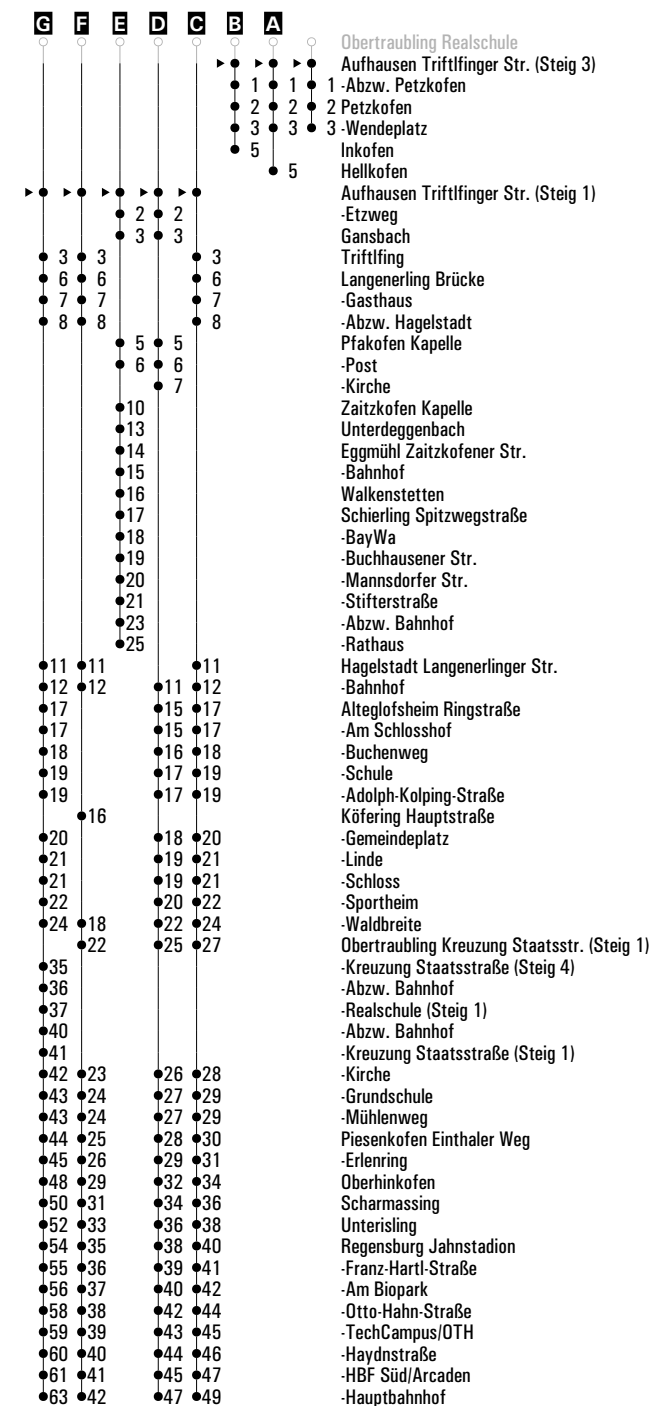 G F E D C B A
Obertraubling Realschule
Aufhausen Triftlfinger Str. (Steig 3)
1 1 1 -Abzw. Petzkofen
2 2 2 Petzkofen
3 3 3 -Wendeplatz
5 Inkofen
5 Hellkofen
Aufhausen Triftlfinger Str. (Steig 1)
2 2 -Etzweg
3 3 Gansbach
3 3 3 Triftlfing
6 6 6 Langenerling Brücke
7 7 7 -Gasthaus
8 8 8 -Abzw. Hagelstadt
5 5 Pfakofen Kapelle
6 6 -Post
7 -Kirche
10 Zaitzkofen Kapelle
13 Unterdeggenbach
14 Eggmühl Zaitzkofener Str.
15 -Bahnhof
16 Walkenstetten
17 Schierling Spitzwegstraße
18 -BayWa
19 -Buchhausener Str.
20 -Mannsdorfer Str.
21 -Stifterstraße
23 -Abzw. Bahnhof
25 -Rathaus
11 11 11 Hagelstadt Langenerlinger Str.
12 12 11 12 -Bahnhof
17 15 17 Alteglofsheim Ringstraße
17 15 17 -Am Schlosshof
18 16 18 -Buchenweg
19 17 19 -Schule
19 17 19 -Adolph-Kolping-Straße
16 Köfering Hauptstraße
20 18 20 -Gemeindeplatz
21 19 21 -Linde
21 19 21 -Schloss
22 20 22 -Sportheim
24 18 22 24 -Waldbreite
22 25 27 Obertraubling Kreuzung Staatsstr. (Steig 1)
35 -Kreuzung Staatsstraße (Steig 4)
36 -Abzw. Bahnhof
37 -Realschule (Steig 1)
40 -Abzw. Bahnhof
41 -Kreuzung Staatsstraße (Steig 1)
42 23 26 28 -Kirche
43 24 27 29 -Grundschule
43 24 27 29 -Mühlenweg
44 25 28 30 Piesenkofen Einthaler Weg
45 26 29 31 -Erlenring
48 29 32 34 Oberhinkofen
50 31 34 36 Scharmassing
52 33 36 38 Unterisling
54 35 38 40 Regensburg Jahnstadion
55 36 39 41 -Franz-Hartl-Straße
56 37 40 42 -Am Biopark
58 38 42 44 -Otto-Hahn-Straße
59 39 43 45 -TechCampus/OTH
60 40 44 46 -Haydnstraße
61 41 45 47 -HBF Süd/Arcaden
63 42 47 49 -Hauptbahnhof